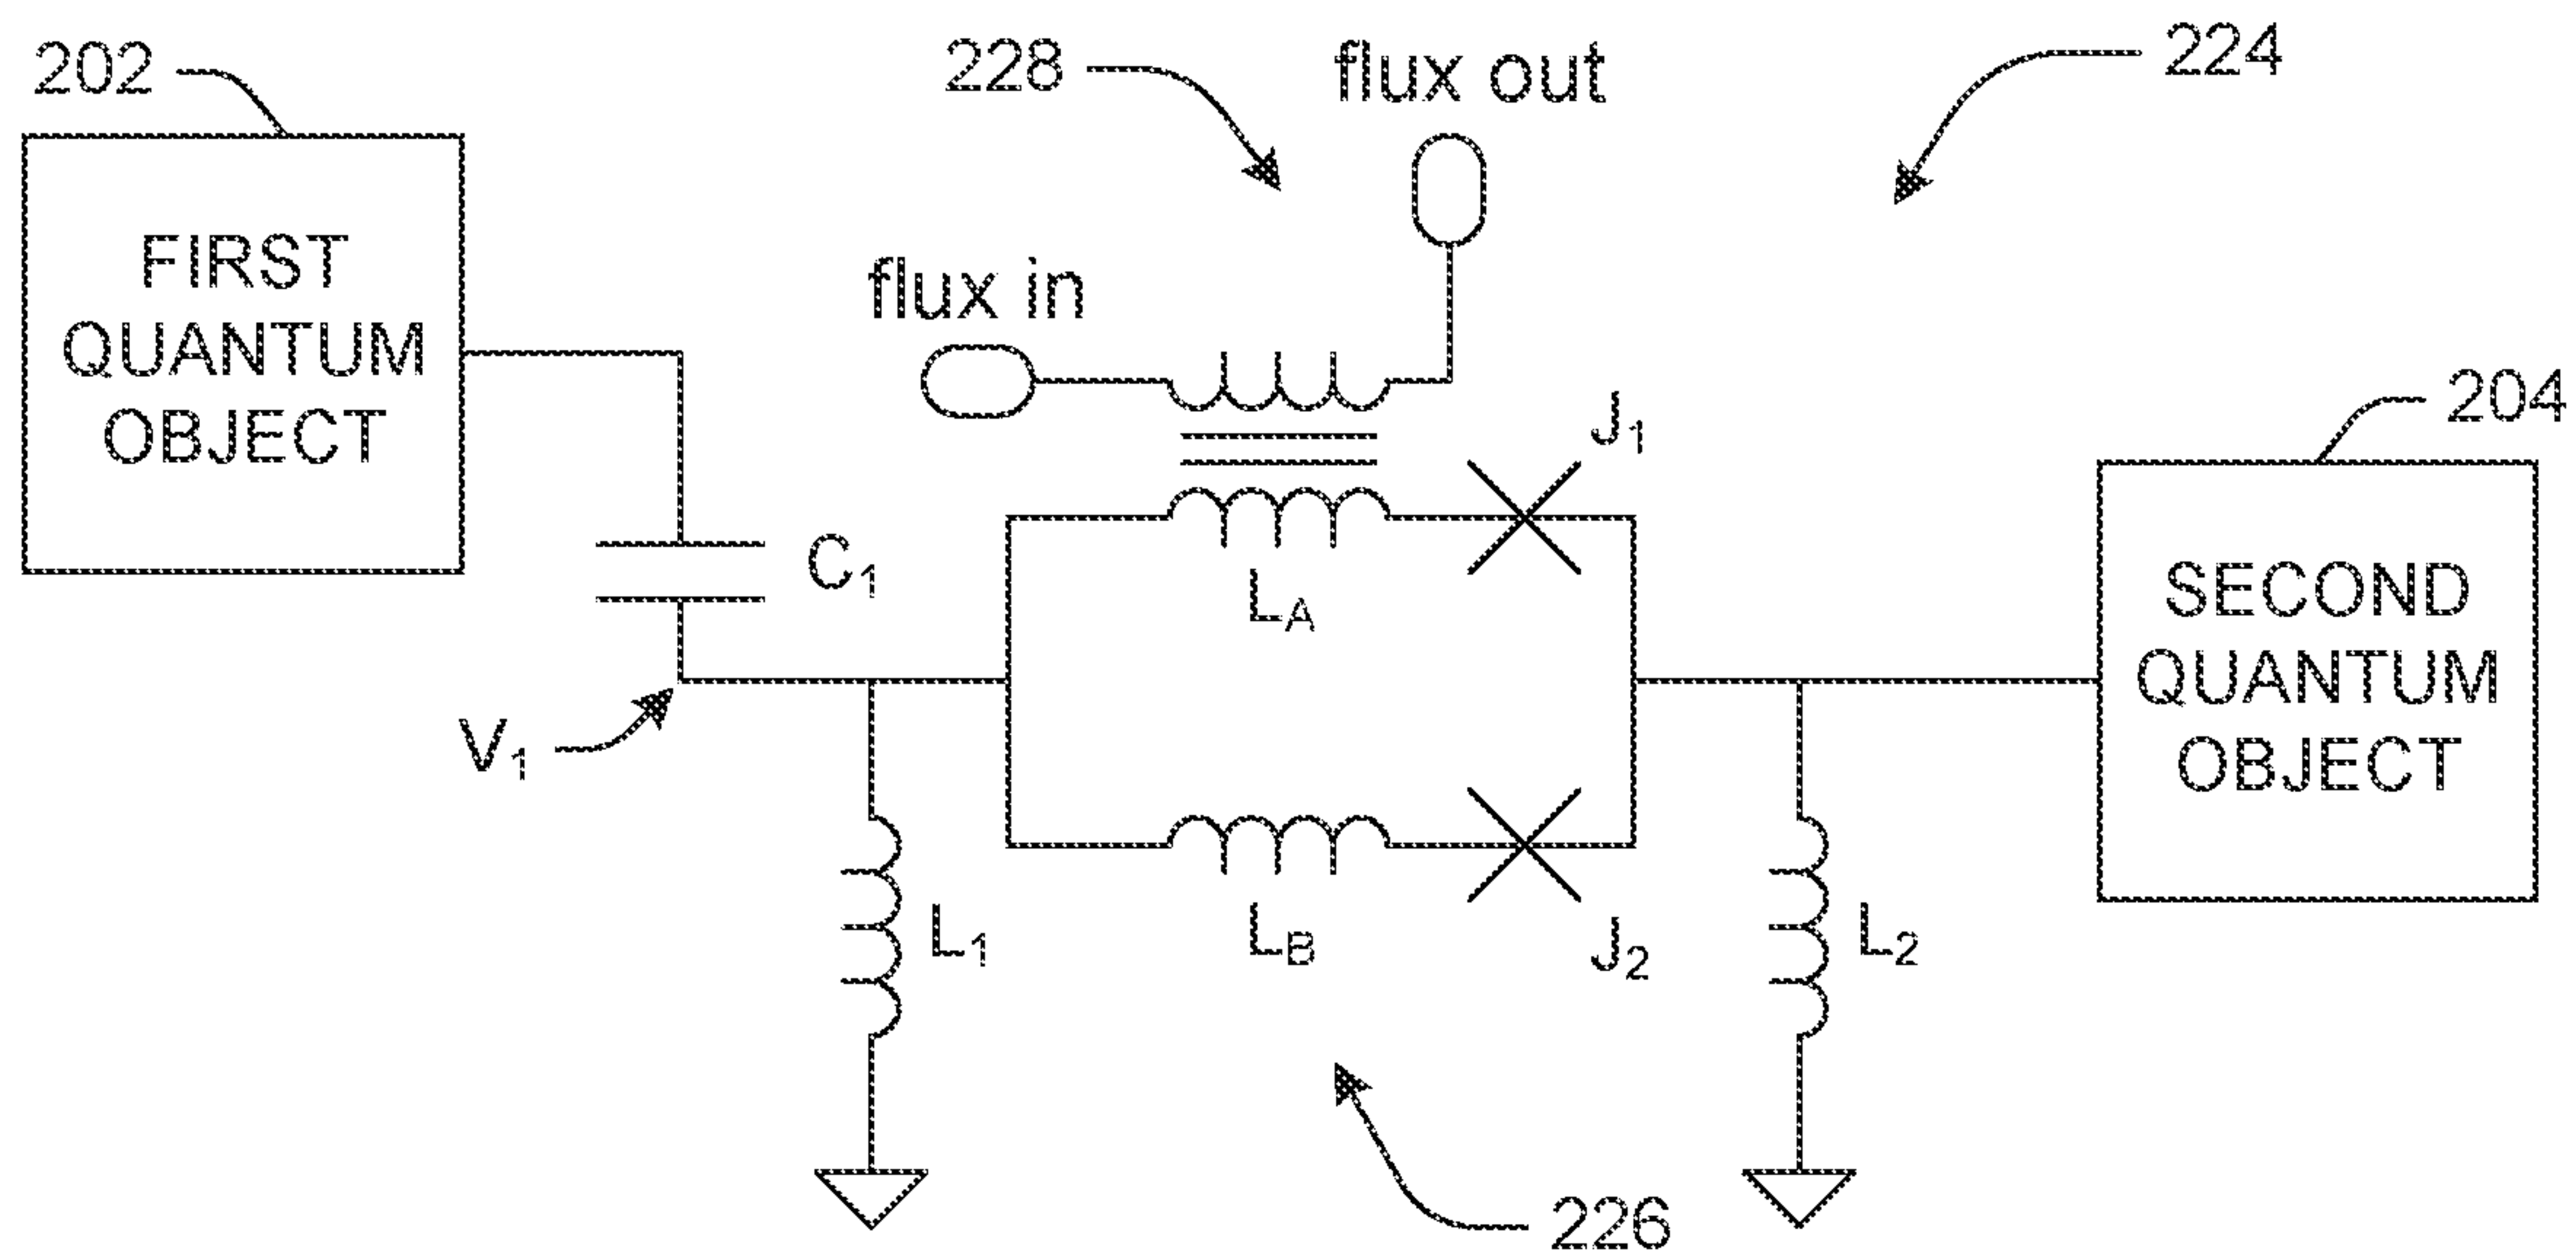 202
228
flux out
224
FIRST
QUANTUM
OBJECT
flux in
J1
204
C1
LA
SECOND
QUANTUM
OBJECT
V1
L1
LB
J2
L2
226